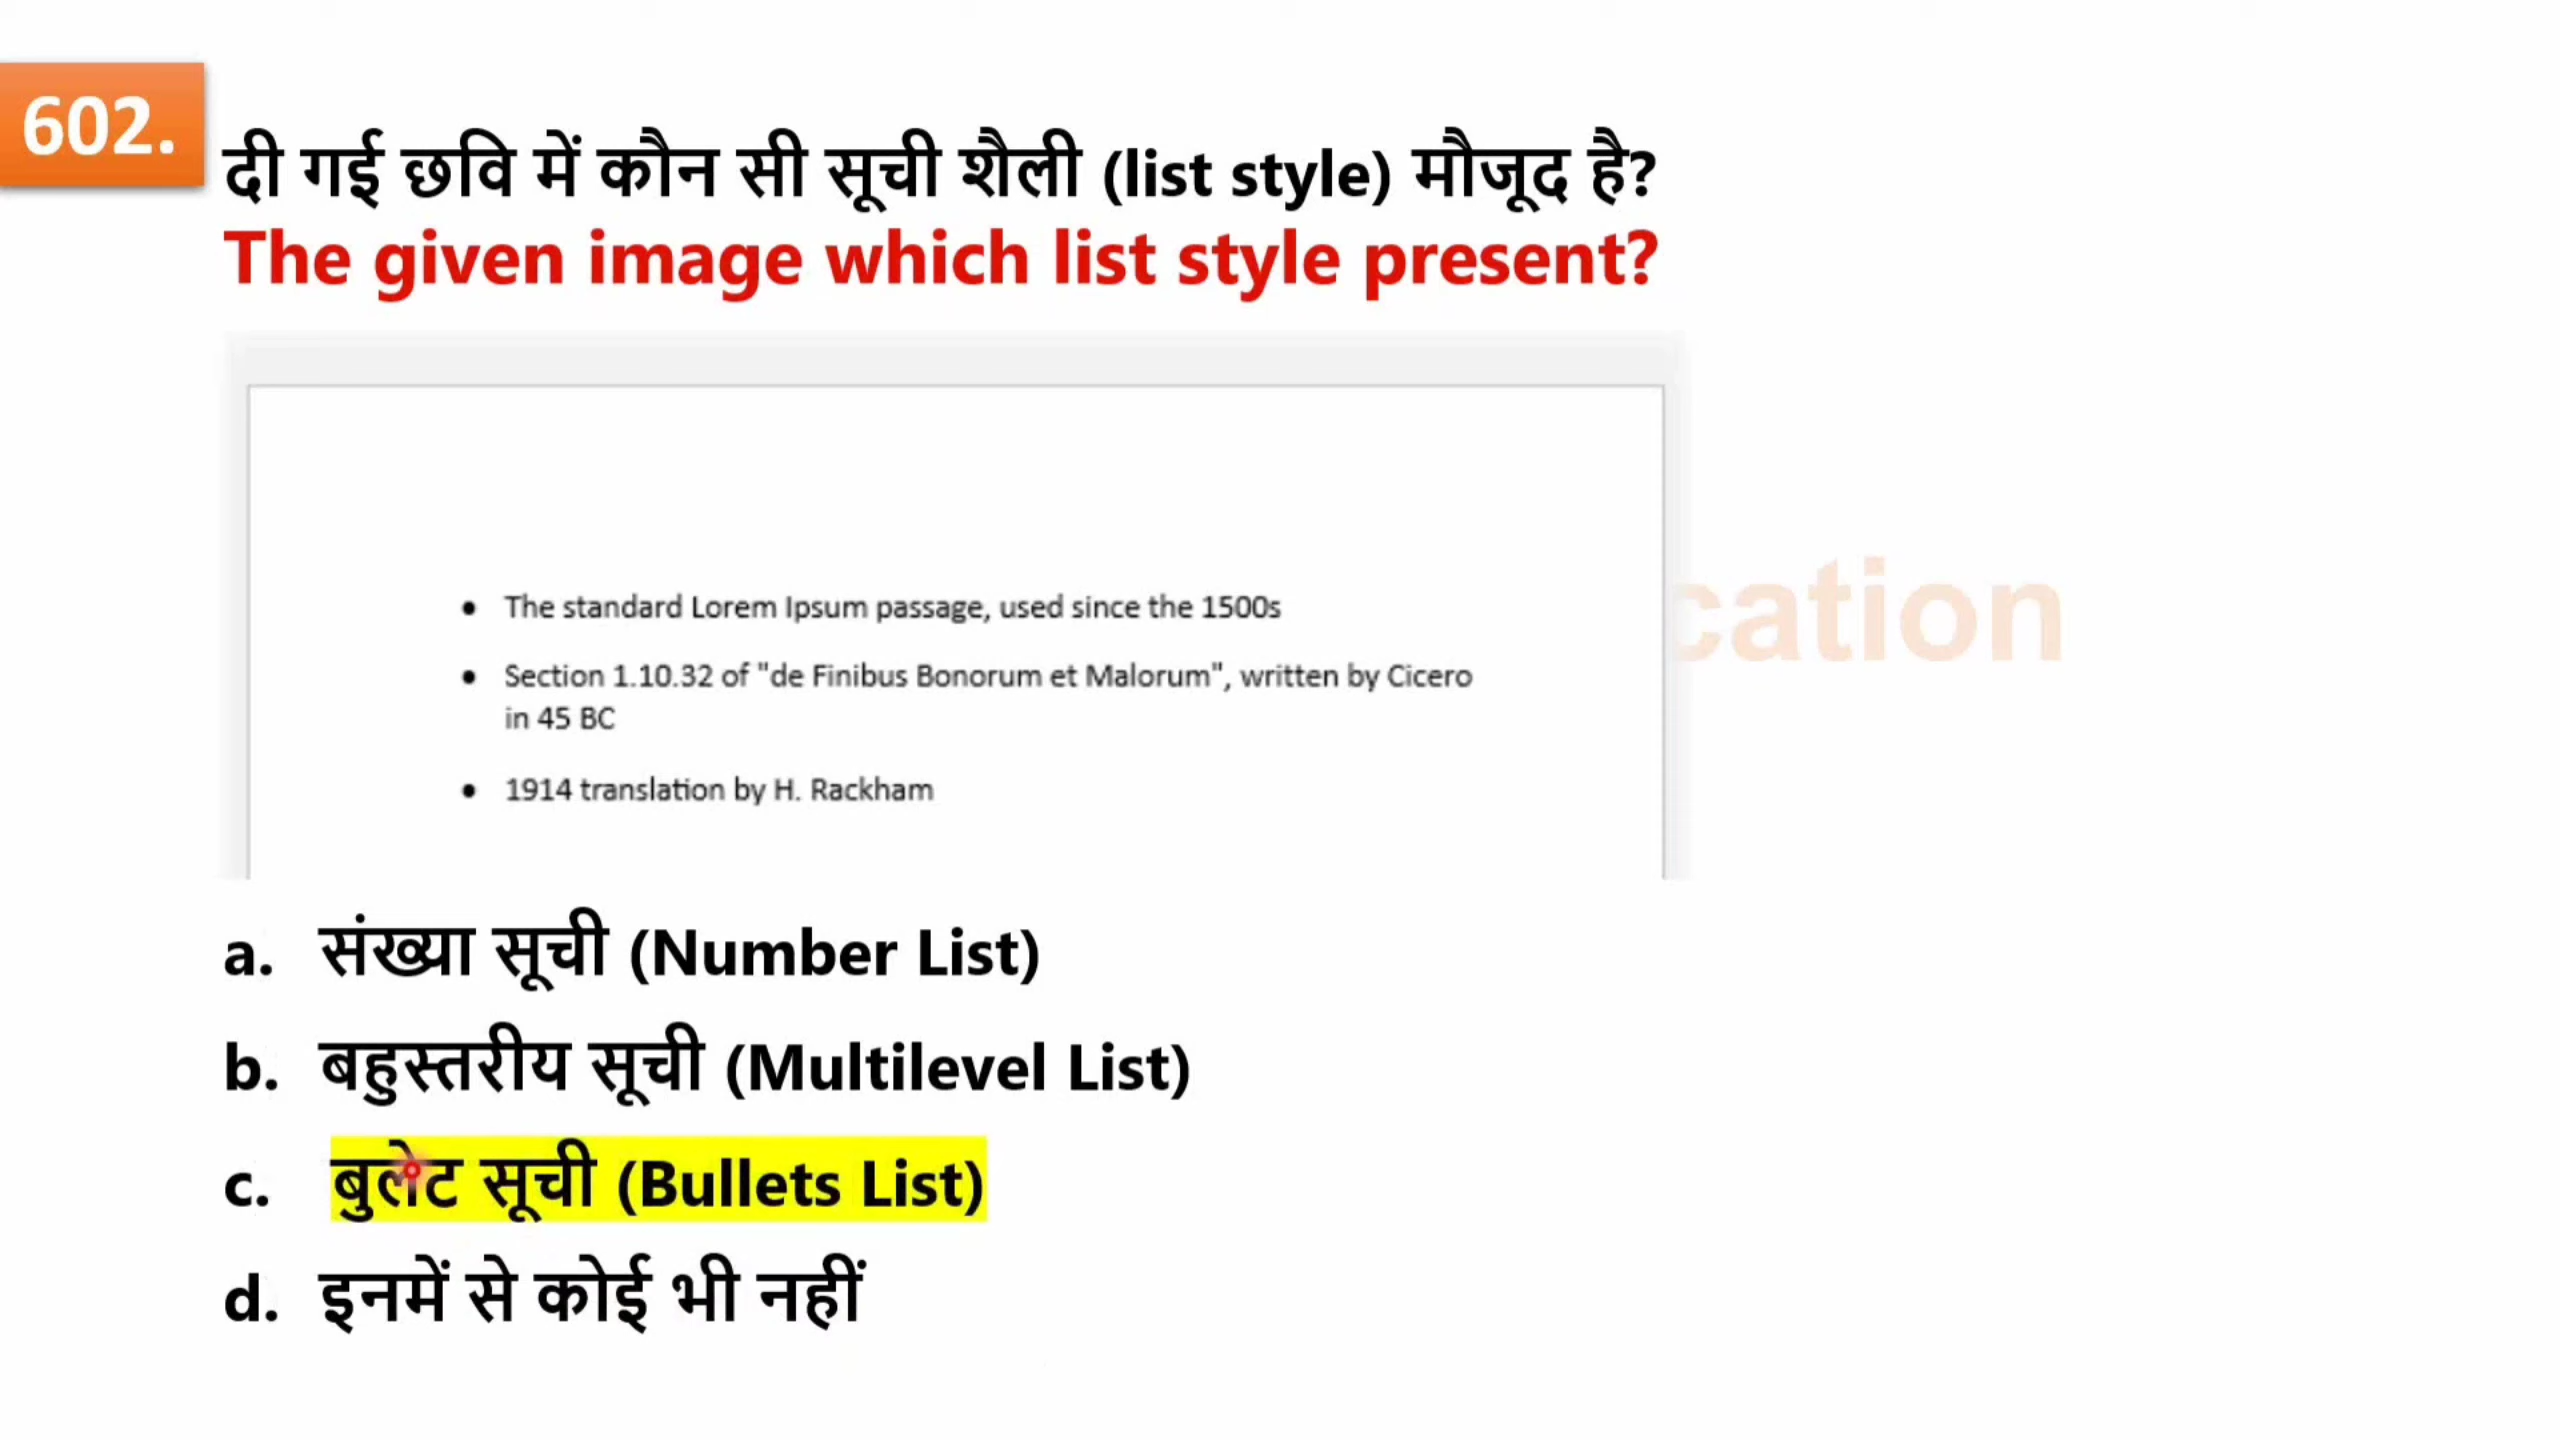 602.
दी गई छवि में कौन सी सूची शैली (list style) मौजूद है?
The given image which list style present?
• The standard Lorem Ipsum passage, used since the 1500s
• Section 1.10.32 of "de Finibus Bonorum et Malorum", written by Cicero
in 45 BC
• 1914 translation by H. Rackham
cation
a. संख्या सूची (Number List)
b. बहुस्तरीय सूची (Multilevel List)
c. बुलेट सूची (Bullets List)
d. इनमें से कोई भी नहीं